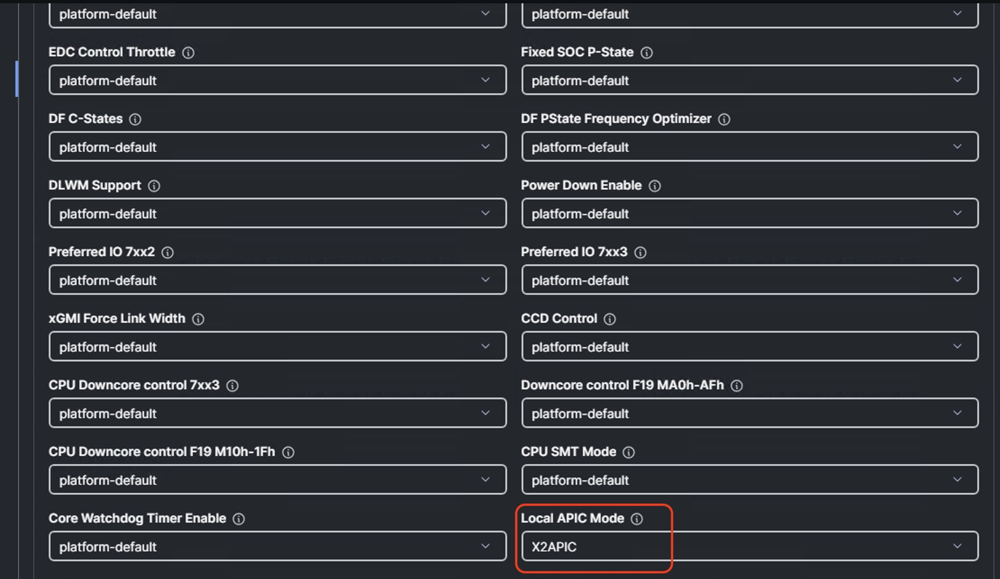 platform-default
platform-default
EDC Control Throttle
Fixed SOC P-State
platform-default
platform-default
DF C-States
DF PState Frequency Optimizer
platform-default
platform-default
DLWM Support
Power Down Enable
platform-default
platform-default
Preferred IO 7xx2
Preferred IO 7xx3
platform-default
platform-default
xGMI Force Link Width
CCD Control
platform-default
platform-default
CPU Downcore control 7xx3
Downcore control F19 MA0h-AFh
platform-default
platform-default
CPU Downcore control F19 M10h-1Fh
CPU SMT Mode
platform-default
platform-default
Core Watchdog Timer Enable
Local APIC Mode
platform-default
X2APIC